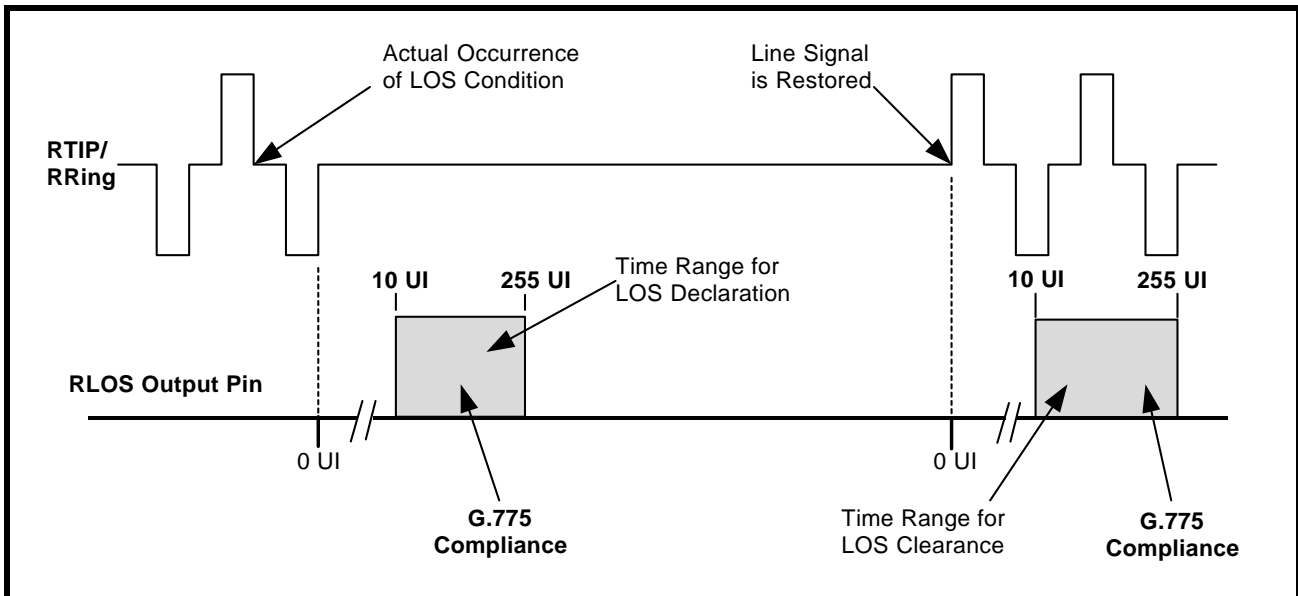 Actual Occurrence
of LOS Condition
Line Signal
is Restored
RTIP/
RRing
10 UI
255 UI
Time Range for
LOS Declaration
10 UI
255 UI
RLOS Output Pin
0 UI
0 UI
G.775
Compliance
Time Range for
LOS Clearance
G.775
Compliance